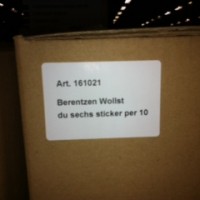 Art. 161021
Berentzen Wollst
du sechs sticker per 10